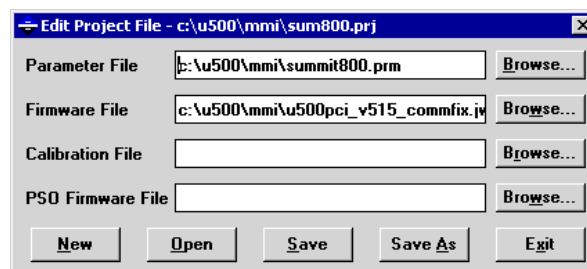 Edit Project File - c:\u500\mmi\sum800.prj
Parameter File c:\u500\mmi\summit800.prm Browse...
Firmware File c:\u500\mmi\u500pci_v515_commfix.jw Browse...
Calibration File Browse...
PSO Firmware File Browse...
New Open Save Save As Exit